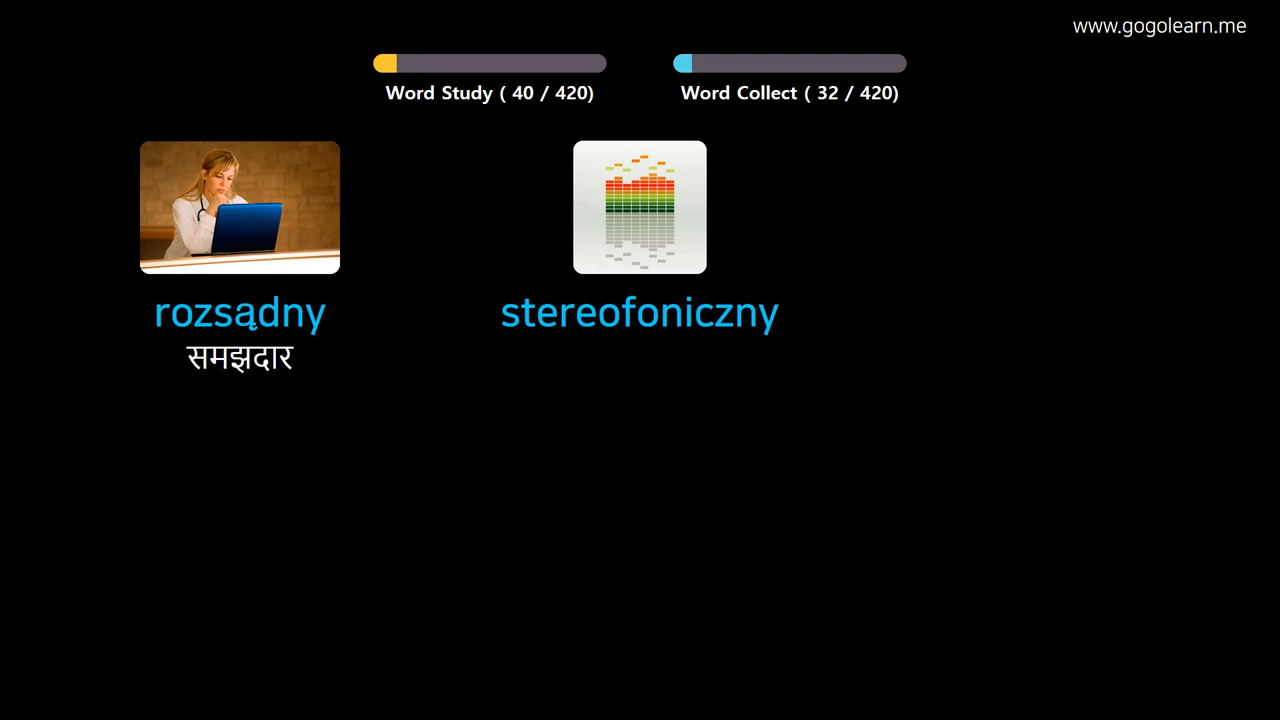 www.gogolearn.me
Word Study ( 40 / 420)
Word Collect ( 32 / 420)
rozsądny
समझदार
stereofoniczny